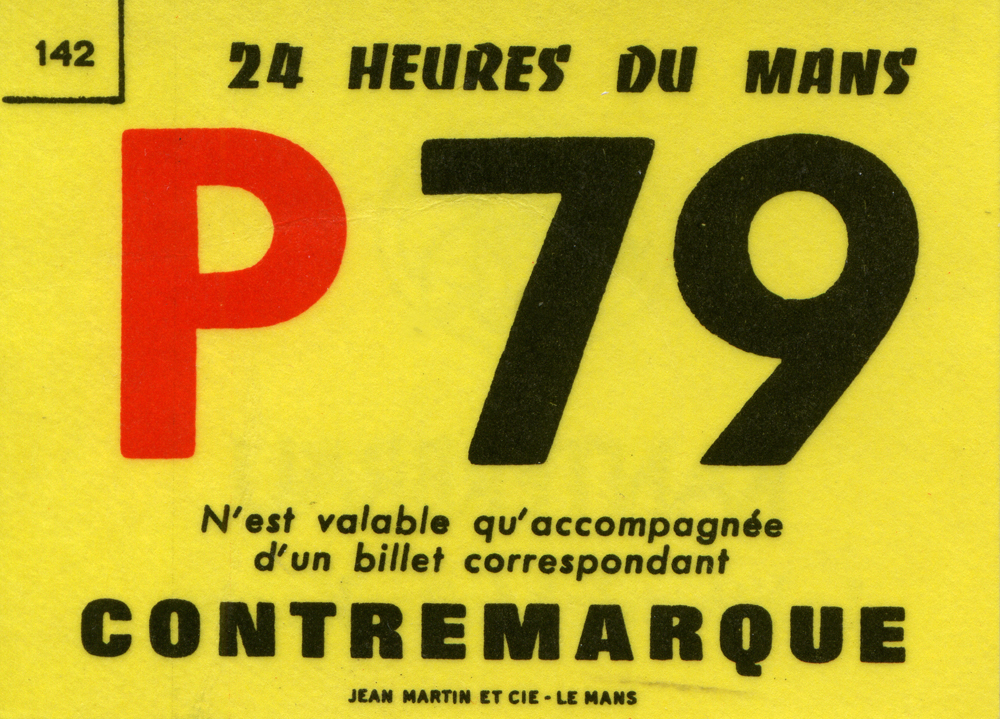 142
24 HEURES DU MANS
P 79
N'est valable qu'accompagnée
d'un billet correspondant
CONTREMARQUE
JEAN MARTIN ET CIE - LE MANS